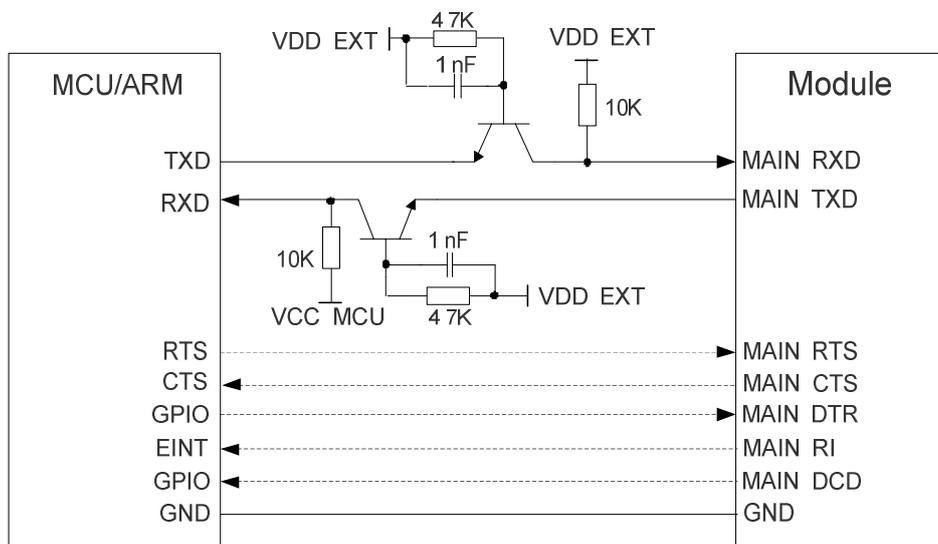 4 7K
VDD EXT
VDD EXT
1 nF
MCU/ARM
Module
10K
TXD
MAIN RXD
RXD
MAIN TXD
1 nF
10K
VDD EXT
VCC MCU
4 7K
RTS
MAIN RTS
CTS
MAIN CTS
GPIO
MAIN DTR
EINT
MAIN RI
GPIO
MAIN DCD
GND
GND